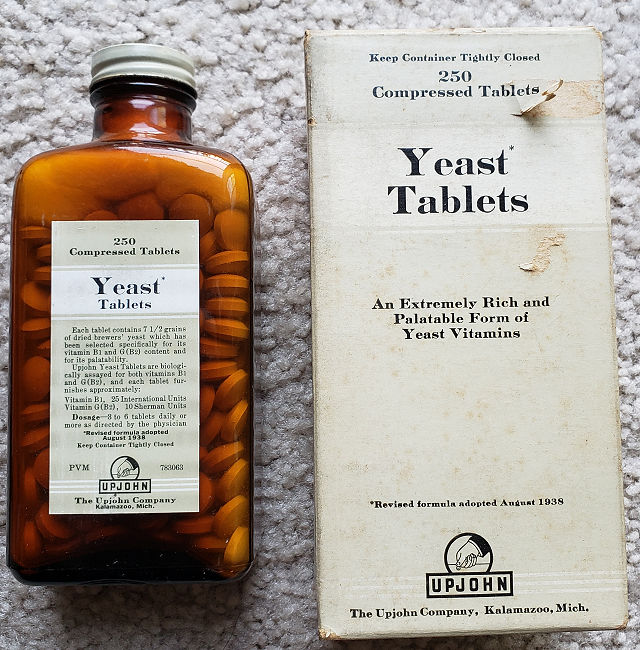 250
Compressed Tablets
Yeast*
Tablets
Each tablet contains 7 1/2 grains
of dried brewers' yeast which has
been selected specifically for its
vitamin B1 and G(B2) content and
for its palatability.
Upjohn Yeast Tablets are biologi-
cally assayed for both vitamins B1
and G(B2), and each tablet fur-
nishes approximately:
Vitamin B1, 25 International Units
Vitamin G(B2), 10 Sherman Units
Dosage—3 to 6 tablets daily or
more as directed by the physician
*Revised formula adopted
August 1938
Keep Container Tightly Closed
PVM 783063
UPJOHN
The Upjohn Company
Kalamazoo, Mich.
Keep Container Tightly Closed
250
Compressed Tablets
Yeast*
Tablets
An Extremely Rich and
Palatable Form of
Yeast Vitamins
*Revised formula adopted August 1938
UPJOHN
The Upjohn Company, Kalamazoo, Mich.